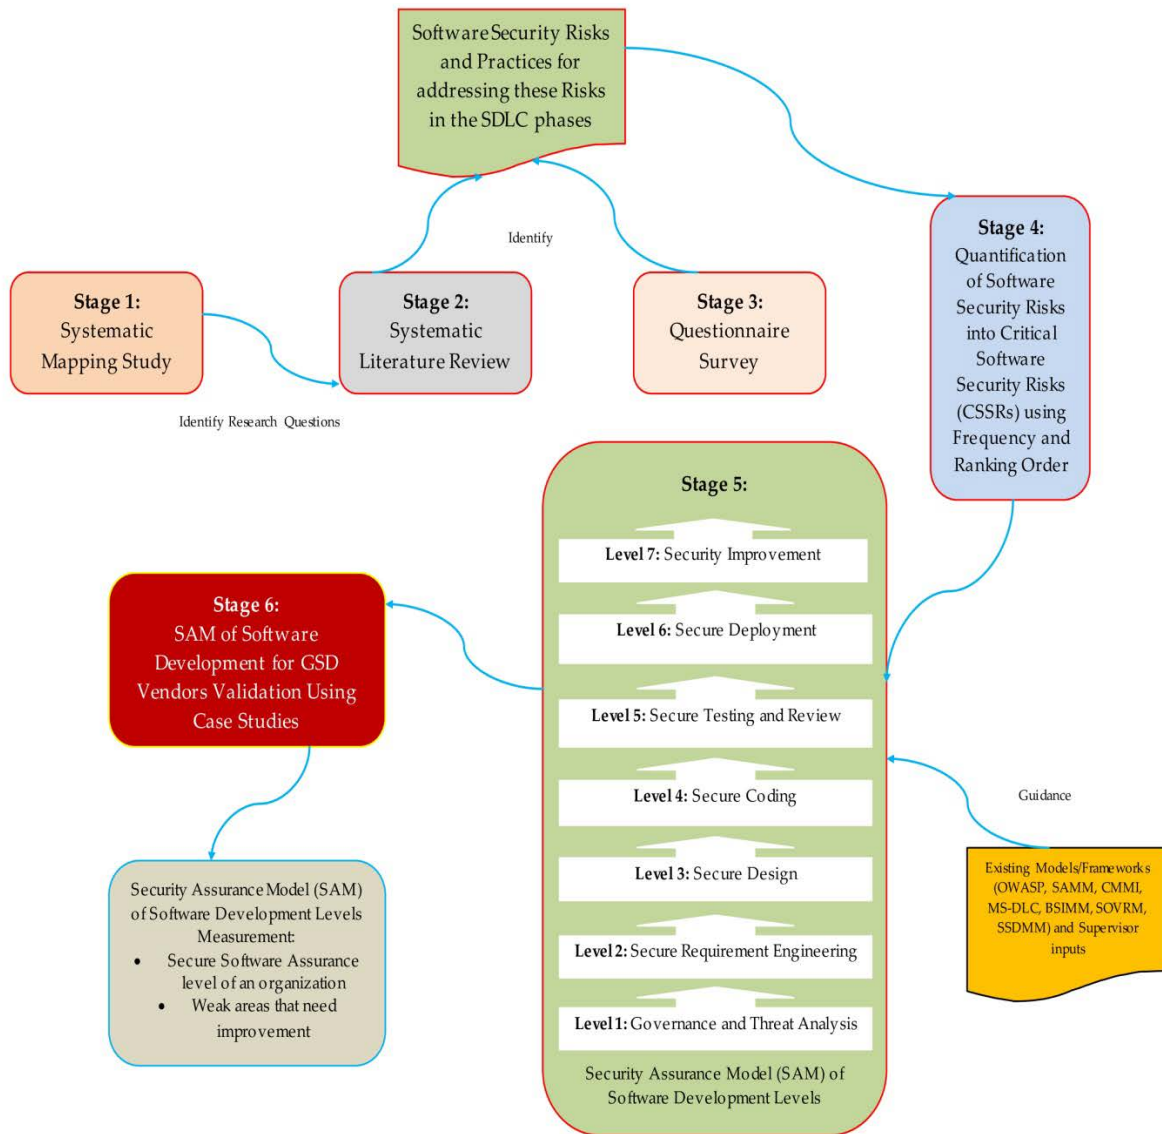 Software Security Risks
and Practices for
addressing these Risks
in the SDLC phases
Identify
Stage 1:
Systematic
Mapping Study
Identify Research Questions
Stage 2:
Systematic
Literature Review
Stage 3:
Questionnaire
Survey
Stage 4:
Quantification
of Software
Security Risks
into Critical
Software
Security Risks
(CSSRs) using
Frequency and
Ranking Order
Stage 5:
Level 7: Security Improvement
Level 6: Secure Deployment
Level 5: Secure Testing and Review
Level 4: Secure Coding
Level 3: Secure Design
Level 2: Secure Requirement Engineering
Level 1: Governance and Threat Analysis
Security Assurance Model (SAM) of
Software Development Levels
Guidance
Existing Models/Frameworks
(OWASP, SAMM, CMMI,
MS-DLC, BSIMM, SOVRM,
SSDMM) and Supervisor
inputs
Stage 6:
SAM of Software
Development for GSD
Vendors Validation Using
Case Studies
Security Assurance Model (SAM)
of Software Development Levels
Measurement:
• Secure Software Assurance
level of an organization
• Weak areas that need
improvement